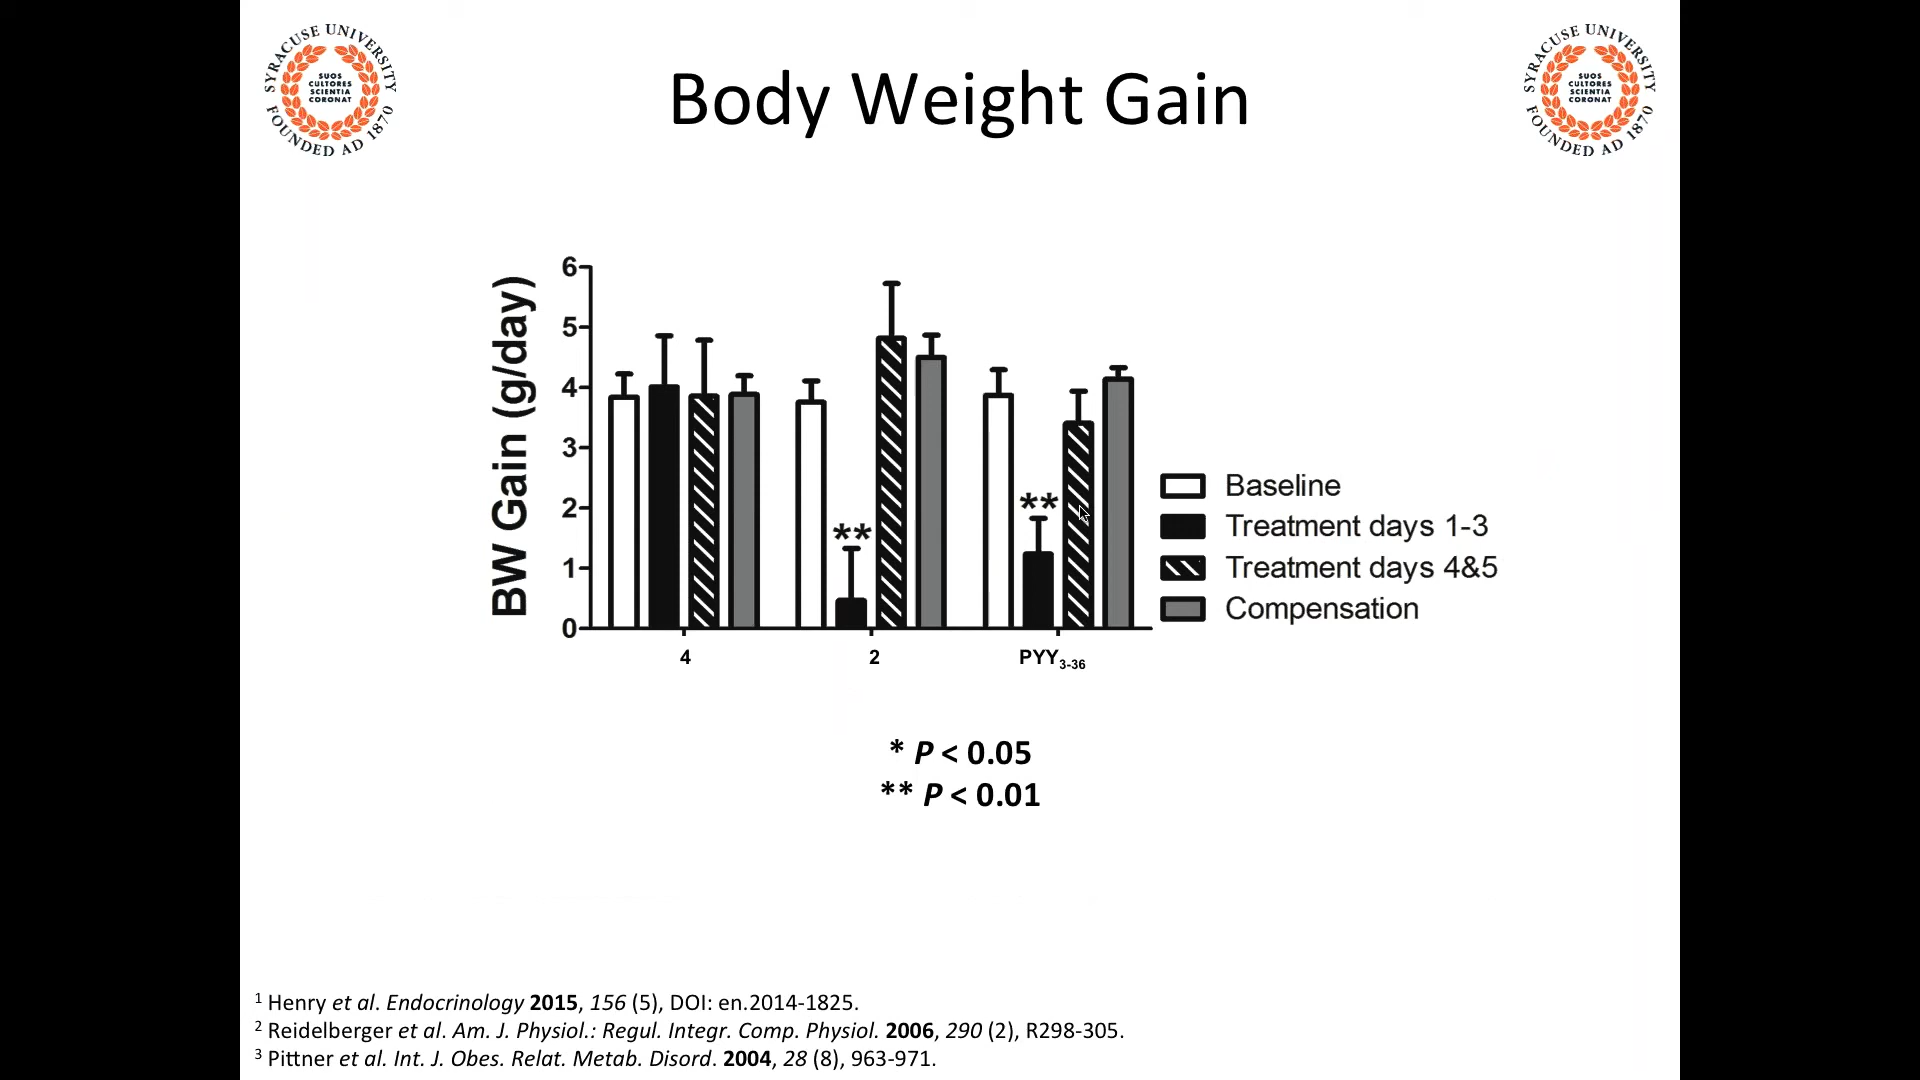 SYRACUSE UNIVERSITY
FOUNDED AD 1870
SUOS
CULTORES
SCIENTIA
CORONAT
Body Weight Gain
SYRACUSE UNIVERSITY
FOUNDED AD 1870
SUOS
CULTORES
SCIENTIA
CORONAT
BW Gain (g/day)
6
5
4
3
2
1
0
**
**
4
2
PYY3-36
Baseline
Treatment days 1-3
Treatment days 4&5
Compensation
* P < 0.05
** P < 0.01
1 Henry et al. Endocrinology 2015, 156 (5), DOI: en.2014-1825.
2 Reidelberger et al. Am. J. Physiol.: Regul. Integr. Comp. Physiol. 2006, 290 (2), R298-305.
3 Pittner et al. Int. J. Obes. Relat. Metab. Disord. 2004, 28 (8), 963-971.